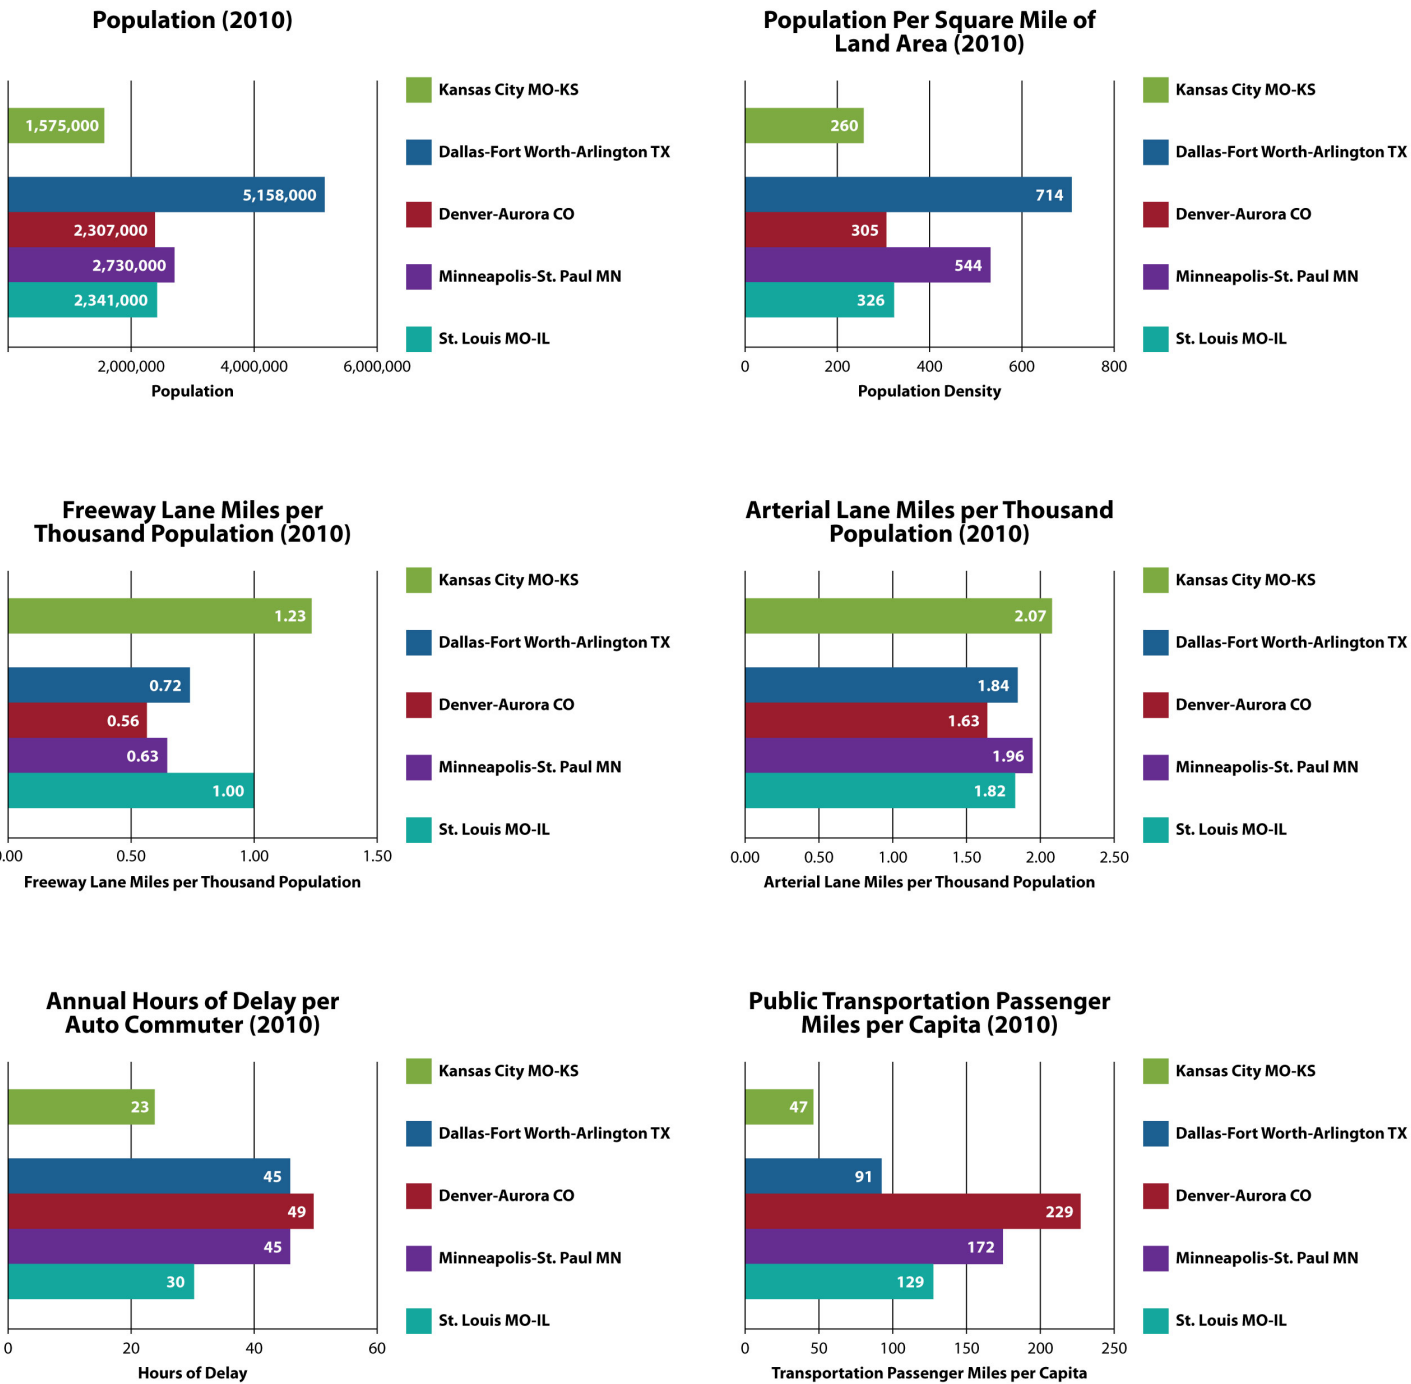 Population (2010)
1,575,000
5,158,000
2,307,000
2,730,000
2,341,000
2,000,000
4,000,000
6,000,000
Population
Kansas City MO-KS
Dallas-Fort Worth-Arlington TX
Denver-Aurora CO
Minneapolis-St. Paul MN
St. Louis MO-IL
Population Per Square Mile of
Land Area (2010)
260
714
305
544
326
0
200
400
600
800
Population Density
Kansas City MO-KS
Dallas-Fort Worth-Arlington TX
Denver-Aurora CO
Minneapolis-St. Paul MN
St. Louis MO-IL
Freeway Lane Miles per
Thousand Population (2010)
1.23
0.72
0.56
0.63
1.00
0.00
0.50
1.00
1.50
Freeway Lane Miles per Thousand Population
Kansas City MO-KS
Dallas-Fort Worth-Arlington TX
Denver-Aurora CO
Minneapolis-St. Paul MN
St. Louis MO-IL
Arterial Lane Miles per Thousand
Population (2010)
2.07
1.84
1.63
1.96
1.82
0.00
0.50
1.00
1.50
2.00
2.50
Arterial Lane Miles per Thousand Population
Kansas City MO-KS
Dallas-Fort Worth-Arlington TX
Denver-Aurora CO
Minneapolis-St. Paul MN
St. Louis MO-IL
Annual Hours of Delay per
Auto Commuter (2010)
23
45
49
45
30
0
20
40
60
Hours of Delay
Kansas City MO-KS
Dallas-Fort Worth-Arlington TX
Denver-Aurora CO
Minneapolis-St. Paul MN
St. Louis MO-IL
Public Transportation Passenger
Miles per Capita (2010)
47
91
229
172
129
0
50
100
150
200
250
Transportation Passenger Miles per Capita
Kansas City MO-KS
Dallas-Fort Worth-Arlington TX
Denver-Aurora CO
Minneapolis-St. Paul MN
St. Louis MO-IL